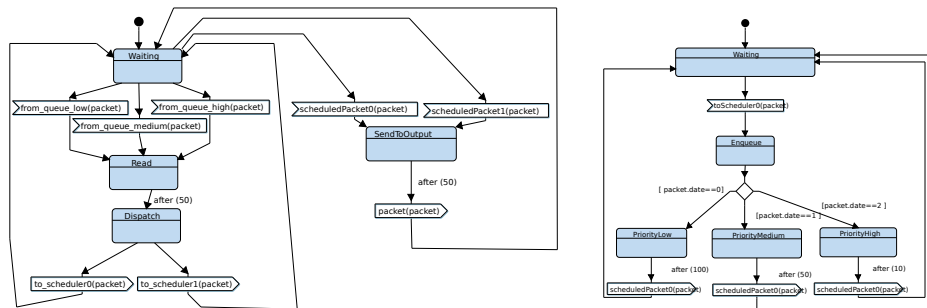 Waiting
from_queue_low(packet)
from_queue_high(packet)
from_queue_medium(packet)
Read
after (50)
Dispatch
to_scheduler0(packet)
to_scheduler1(packet)
scheduledPacket0(packet)
scheduledPacket1(packet)
SendToOutput
after (50)
packet(packet)
Waiting
toScheduler0(packet)
Enqueue
[ packet.date==0]
[packet.date==1 ]
[packet.date==2 ]
PriorityLow
PriorityMedium
PriorityHigh
after (100)
after (50)
after (10)
scheduledPacket0(packet)
scheduledPacket0(packet)
scheduledPacket0(packet)